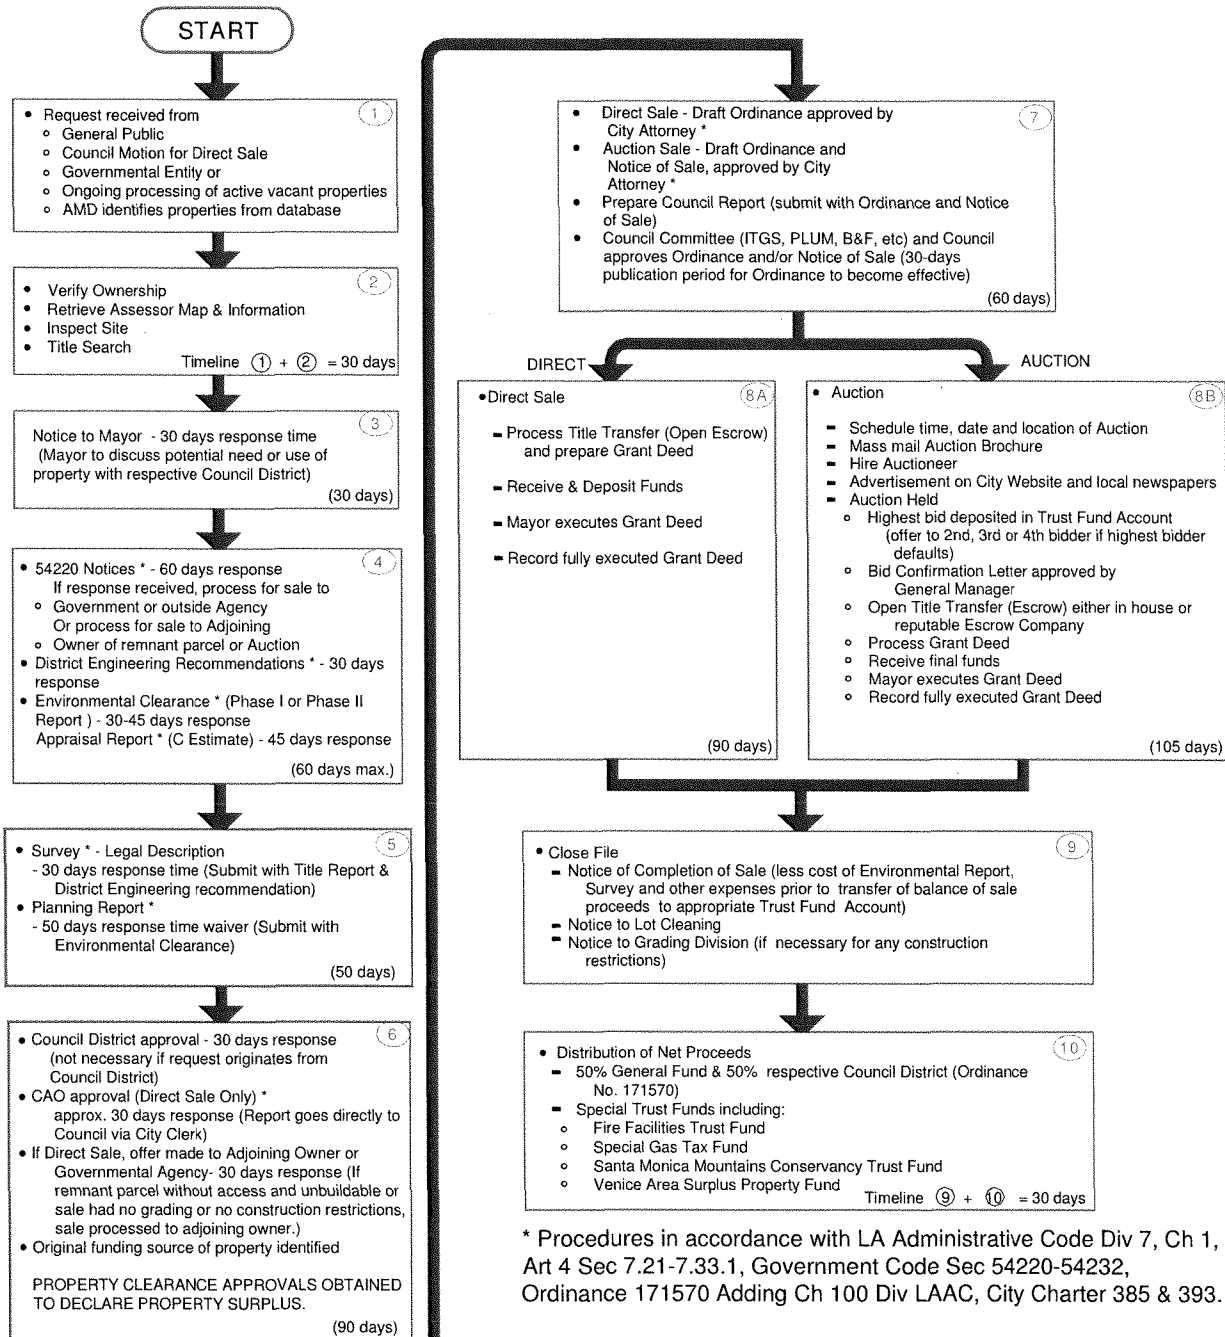 START
1
• Request received from
o General Public
o Council Motion for Direct Sale
o Governmental Entity or
o Ongoing processing of active vacant properties
o AMD identifies properties from database
2
• Verify Ownership
• Retrieve Assessor Map & Information
• Inspect Site
• Title Search
Timeline ① + ② = 30 days
3
Notice to Mayor - 30 days response time
(Mayor to discuss potential need or use of
property with respective Council District)
(30 days)
4
• 54220 Notices * - 60 days response
If response received, process for sale to
o Government or outside Agency
Or process for sale to Adjoining
o Owner of remnant parcel or Auction
• District Engineering Recommendations * - 30 days
response
• Environmental Clearance * (Phase I or Phase II
Report ) - 30-45 days response
Appraisal Report * (C Estimate) - 45 days response
(60 days max.)
5
• Survey * - Legal Description
- 30 days response time (Submit with Title Report &
District Engineering recommendation)
• Planning Report *
- 50 days response time waiver (Submit with
Environmental Clearance)
(50 days)
6
• Council District approval - 30 days response
(not necessary if request originates from
Council District)
• CAO approval (Direct Sale Only) *
approx. 30 days response (Report goes directly to
Council via City Clerk)
• If Direct Sale, offer made to Adjoining Owner or
Governmental Agency- 30 days response (If
remnant parcel without access and unbuildable or
sale had no grading or no construction restrictions,
sale processed to adjoining owner.)
• Original funding source of property identified
PROPERTY CLEARANCE APPROVALS OBTAINED
TO DECLARE PROPERTY SURPLUS.
(90 days)
7
• Direct Sale - Draft Ordinance approved by
City Attorney *
• Auction Sale - Draft Ordinance and
Notice of Sale, approved by City
Attorney *
• Prepare Council Report (submit with Ordinance and Notice
of Sale)
• Council Committee (ITGS, PLUM, B&F, etc) and Council
approves Ordinance and/or Notice of Sale (30-days
publication period for Ordinance to become effective)
(60 days)
DIRECT
AUCTION
8A
• Direct Sale
- Process Title Transfer (Open Escrow)
and prepare Grant Deed
- Receive & Deposit Funds
- Mayor executes Grant Deed
- Record fully executed Grant Deed
(90 days)
8B
• Auction
- Schedule time, date and location of Auction
- Mass mail Auction Brochure
- Hire Auctioneer
- Advertisement on City Website and local newspapers
- Auction Held
o Highest bid deposited in Trust Fund Account
(offer to 2nd, 3rd or 4th bidder if highest bidder
defaults)
o Bid Confirmation Letter approved by
General Manager
o Open Title Transfer (Escrow) either in house or
reputable Escrow Company
o Process Grant Deed
o Receive final funds
o Mayor executes Grant Deed
o Record fully executed Grant Deed
(105 days)
9
• Close File
- Notice of Completion of Sale (less cost of Environmental Report,
Survey and other expenses prior to transfer of balance of sale
proceeds to appropriate Trust Fund Account)
- Notice to Lot Cleaning
- Notice to Grading Division (if necessary for any construction
restrictions)
10
• Distribution of Net Proceeds
- 50% General Fund & 50% respective Council District (Ordinance
No. 171570)
- Special Trust Funds including:
o Fire Facilities Trust Fund
o Special Gas Tax Fund
o Santa Monica Mountains Conservancy Trust Fund
o Venice Area Surplus Property Fund
Timeline ⑨ + ⑩ = 30 days
* Procedures in accordance with LA Administrative Code Div 7, Ch 1,
Art 4 Sec 7.21-7.33.1, Government Code Sec 54220-54232,
Ordinance 171570 Adding Ch 100 Div LAAC, City Charter 385 & 393.